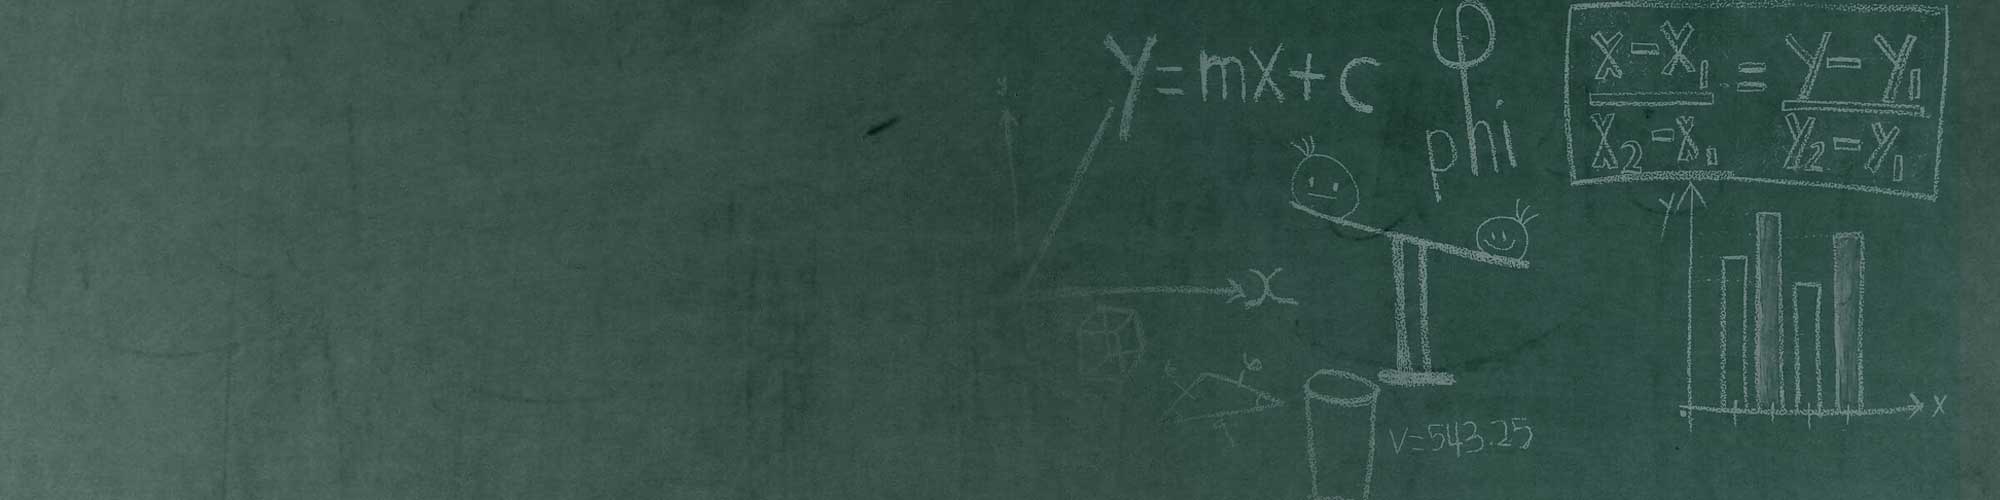 y=mx+c
φ
phi
x-x₁ = y-y₁
x₂-x₁ y₂-y₁
y
x
y
x
v=543.25